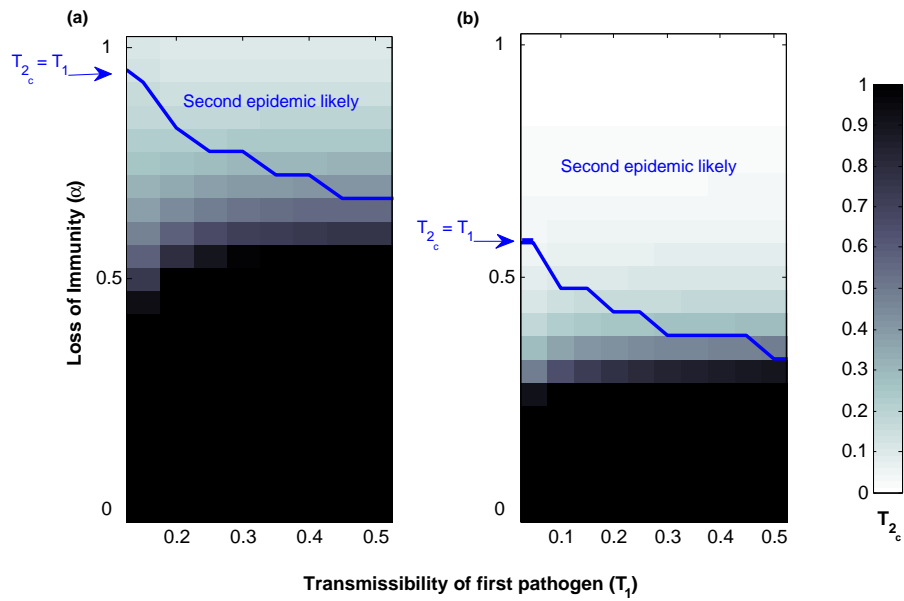 (a)
(b)
1
0.5
0
T2c = T1
Second epidemic likely
Loss of Immunity (α)
0.2
0.3
0.4
0.5
1
0.5
0
T2c = T1
Second epidemic likely
0.1
0.2
0.3
0.4
0.5
1
0.9
0.8
0.7
0.6
0.5
0.4
0.3
0.2
0.1
0
T2c
Transmissibility of first pathogen (T1)